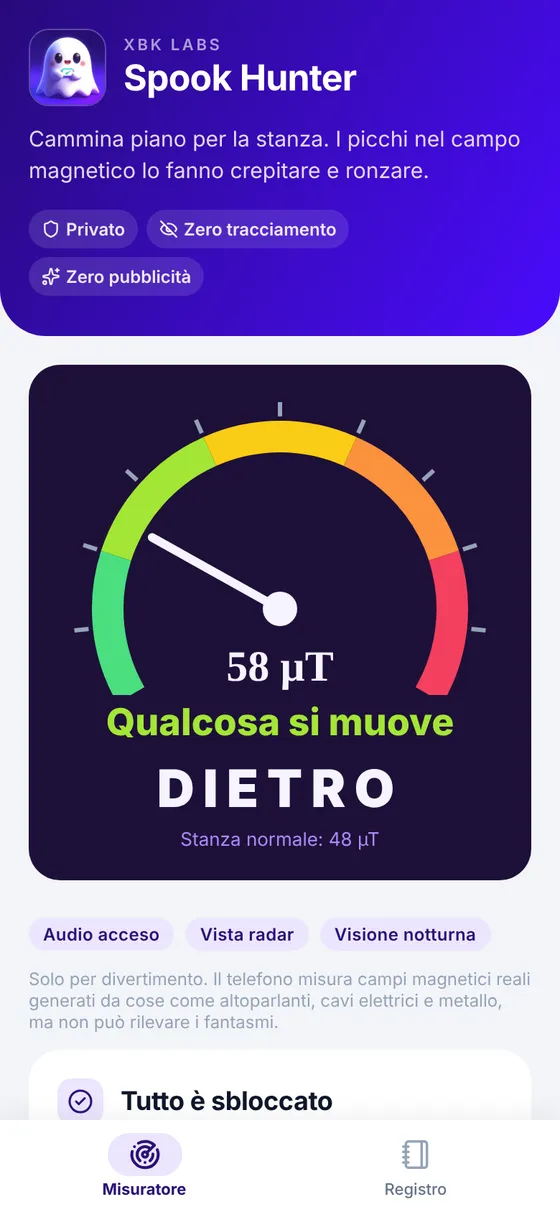 XBK LABS
Spook Hunter
Cammina piano per la stanza. I picchi nel campo
magnetico lo fanno crepitare e ronzare.
Privato
Zero tracciamento
Zero pubblicità
58 µT
Qualcosa si muove
DIETRO
Stanza normale: 48 µT
Audio acceso
Vista radar
Visione notturna
Solo per divertimento. Il telefono misura campi magnetici reali
generati da cose come altoparlanti, cavi elettrici e metallo,
ma non può rilevare i fantasmi.
Tutto è sbloccato
Misuratore
Registro